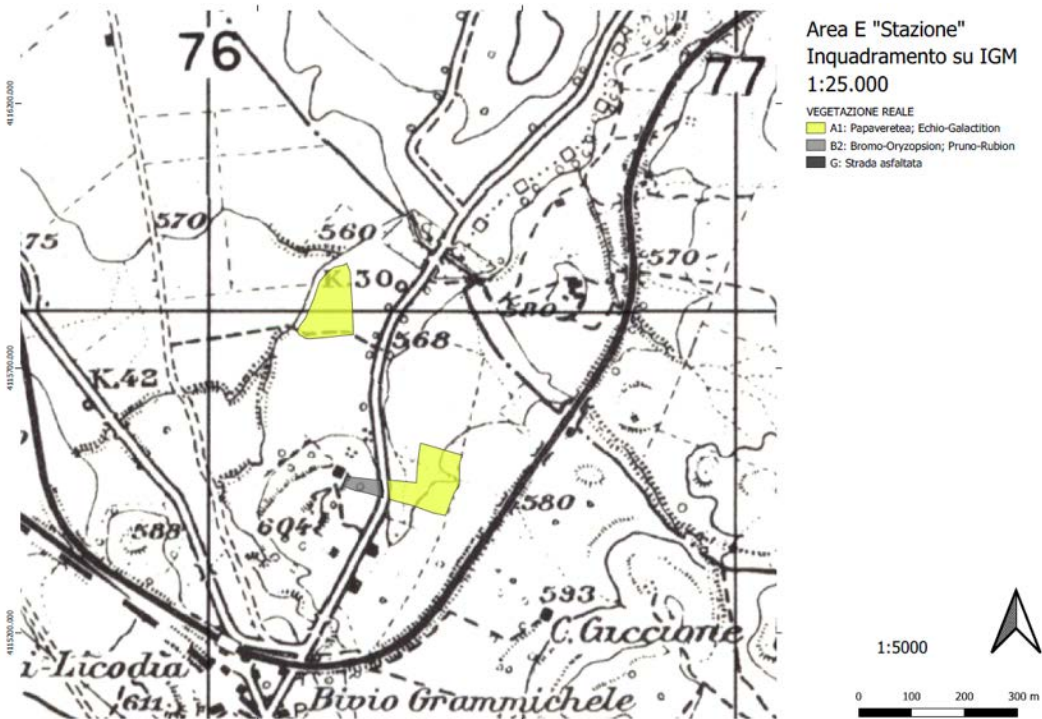 Area E "Stazione"
Inquadramento su IGM
1:25.000
VEGETAZIONE REALE
A1: Papaveretea; Echio-Galactition
B2: Bromo-Oryzopsion; Pruno-Rubion
G: Strada asfaltata
76
77
4116200.000
570
560
75
K.30
570
580
568
4115700.000
K.42
588
604
580
593
C. Guccione
4115200.000
i-Licodia
611
Bivio Grammichele
1:5000
0 100 200 300 m